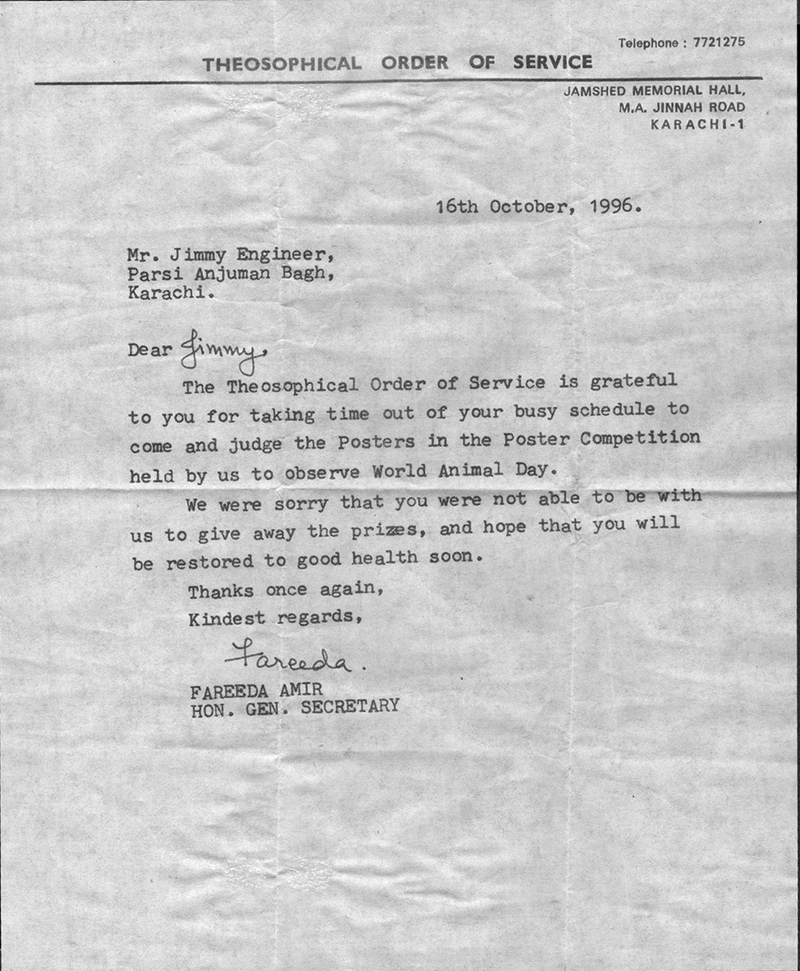 Telephone : 7721275
THEOSOPHICAL ORDER OF SERVICE
JAMSHED MEMORIAL HALL,
M.A. JINNAH ROAD
KARACHI-1
16th October, 1996.
Mr. Jimmy Engineer,
Parsi Anjuman Bagh,
Karachi.
Dear Jimmy,
The Theosophical Order of Service is grateful
to you for taking time out of your busy schedule to
come and judge the Posters in the Poster Competition
held by us to observe World Animal Day.
We were sorry that you were not able to be with
us to give away the prizes, and hope that you will
be restored to good health soon.
Thanks once again,
Kindest regards,
Fareeda.
FAREEDA AMIR
HON. GEN. SECRETARY